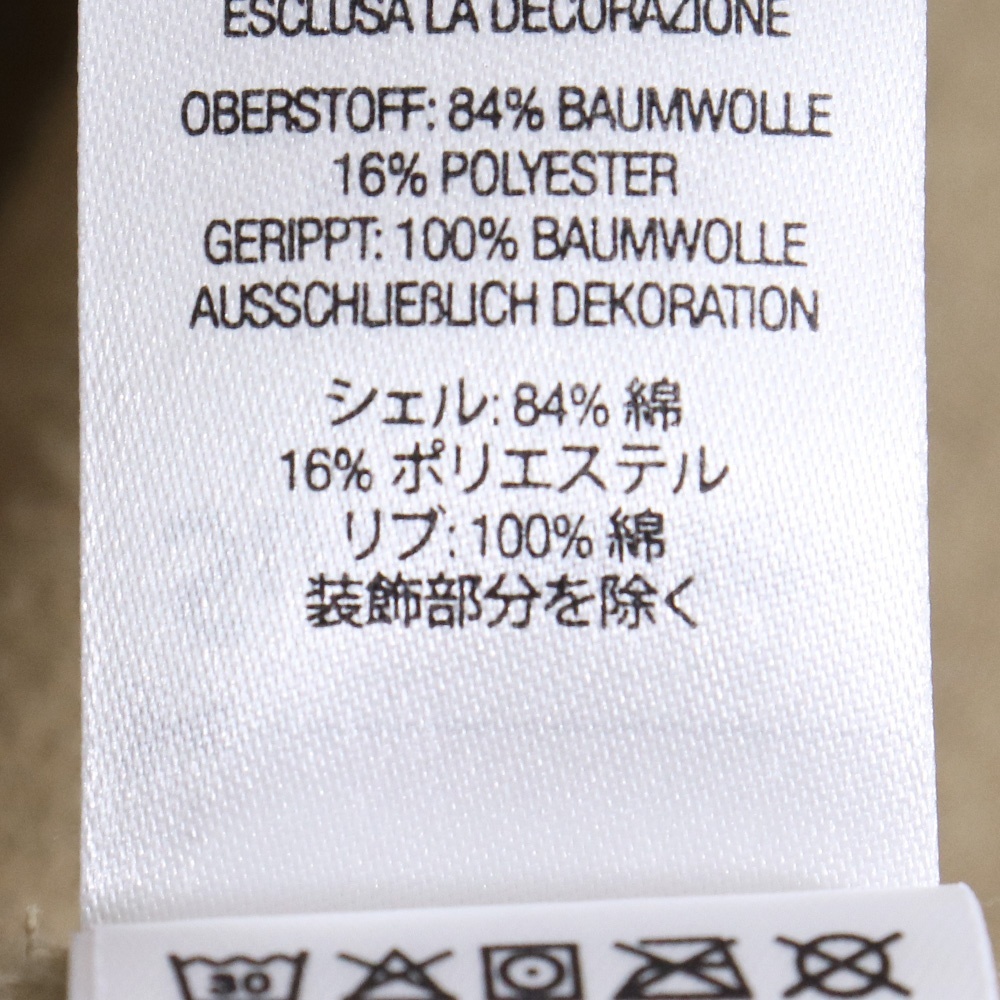 ESCLUSA LA DECORAZIONE
OBERSTOFF: 84% BAUMWOLLE
16% POLYESTER
GERIPPT: 100% BAUMWOLLE
AUSSCHLIEßLICH DEKORATION
シェル: 84% 綿
16% ポリエステル
リブ: 100% 綿
装飾部分を除く
30